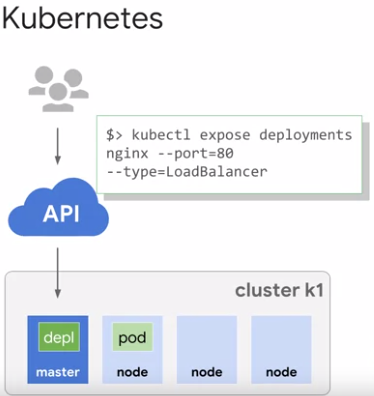 Kubernetes
$> kubectl expose deployments
nginx --port=80
--type=LoadBalancer
API
cluster k1
depl
pod
master
node
node
node